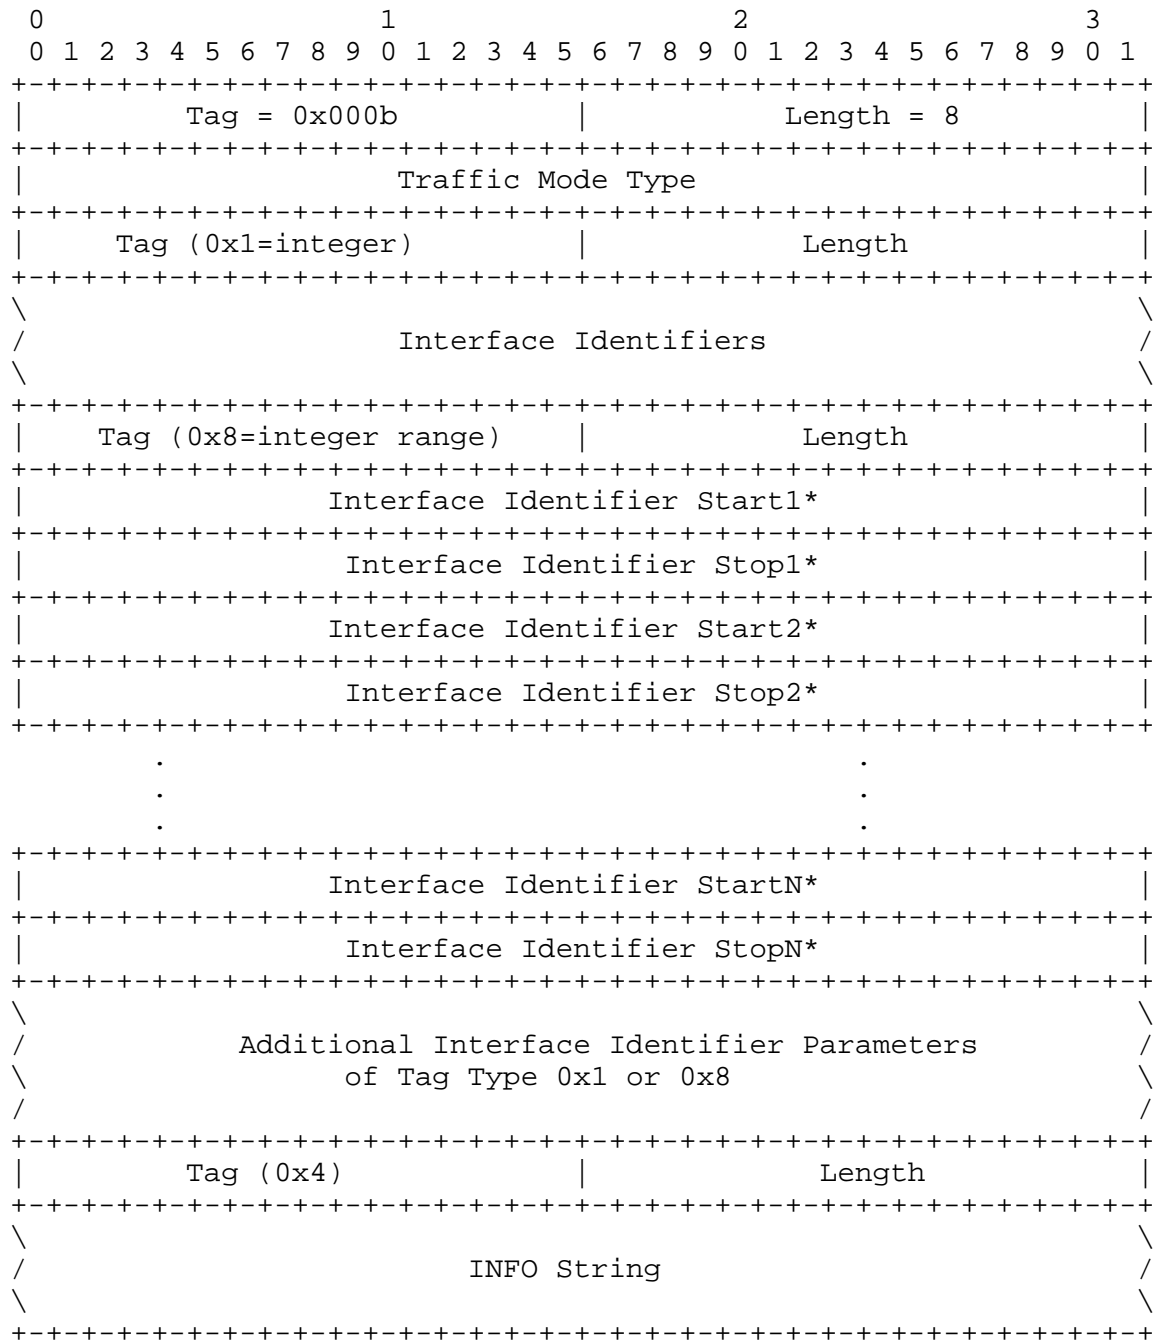 0                   1                   2                   3
 0 1 2 3 4 5 6 7 8 9 0 1 2 3 4 5 6 7 8 9 0 1 2 3 4 5 6 7 8 9 0 1
+-+-+-+-+-+-+-+-+-+-+-+-+-+-+-+-+-+-+-+-+-+-+-+-+-+-+-+-+-+-+-+-+
|         Tag = 0x000b          |           Length = 8          |
+-+-+-+-+-+-+-+-+-+-+-+-+-+-+-+-+-+-+-+-+-+-+-+-+-+-+-+-+-+-+-+-+
|                     Traffic Mode Type                         |
+-+-+-+-+-+-+-+-+-+-+-+-+-+-+-+-+-+-+-+-+-+-+-+-+-+-+-+-+-+-+-+-+
|     Tag (0x1=integer)         |            Length             |
+-+-+-+-+-+-+-+-+-+-+-+-+-+-+-+-+-+-+-+-+-+-+-+-+-+-+-+-+-+-+-+-+
\                                                               \
/                     Interface Identifiers                     /
\                                                               \
+-+-+-+-+-+-+-+-+-+-+-+-+-+-+-+-+-+-+-+-+-+-+-+-+-+-+-+-+-+-+-+-+
|    Tag (0x8=integer range)    |            Length             |
+-+-+-+-+-+-+-+-+-+-+-+-+-+-+-+-+-+-+-+-+-+-+-+-+-+-+-+-+-+-+-+-+
|                 Interface Identifier Start1*                  |
+-+-+-+-+-+-+-+-+-+-+-+-+-+-+-+-+-+-+-+-+-+-+-+-+-+-+-+-+-+-+-+-+
|                  Interface Identifier Stop1*                  |
+-+-+-+-+-+-+-+-+-+-+-+-+-+-+-+-+-+-+-+-+-+-+-+-+-+-+-+-+-+-+-+-+
|                 Interface Identifier Start2*                  |
+-+-+-+-+-+-+-+-+-+-+-+-+-+-+-+-+-+-+-+-+-+-+-+-+-+-+-+-+-+-+-+-+
|                  Interface Identifier Stop2*                  |
+-+-+-+-+-+-+-+-+-+-+-+-+-+-+-+-+-+-+-+-+-+-+-+-+-+-+-+-+-+-+-+-+
        .                                       .
        .                                       .
        .                                       .
+-+-+-+-+-+-+-+-+-+-+-+-+-+-+-+-+-+-+-+-+-+-+-+-+-+-+-+-+-+-+-+-+
|                 Interface Identifier StartN*                  |
+-+-+-+-+-+-+-+-+-+-+-+-+-+-+-+-+-+-+-+-+-+-+-+-+-+-+-+-+-+-+-+-+
|                  Interface Identifier StopN*                  |
+-+-+-+-+-+-+-+-+-+-+-+-+-+-+-+-+-+-+-+-+-+-+-+-+-+-+-+-+-+-+-+-+
\                                                               \
/            Additional Interface Identifier Parameters         /
\                  of Tag Type 0x1 or 0x8                       \
/                                                               /
+-+-+-+-+-+-+-+-+-+-+-+-+-+-+-+-+-+-+-+-+-+-+-+-+-+-+-+-+-+-+-+-+
|         Tag (0x4)             |             Length            |
+-+-+-+-+-+-+-+-+-+-+-+-+-+-+-+-+-+-+-+-+-+-+-+-+-+-+-+-+-+-+-+-+
\                                                               \
/                         INFO String                           /
\                                                               \
+-+-+-+-+-+-+-+-+-+-+-+-+-+-+-+-+-+-+-+-+-+-+-+-+-+-+-+-+-+-+-+-+